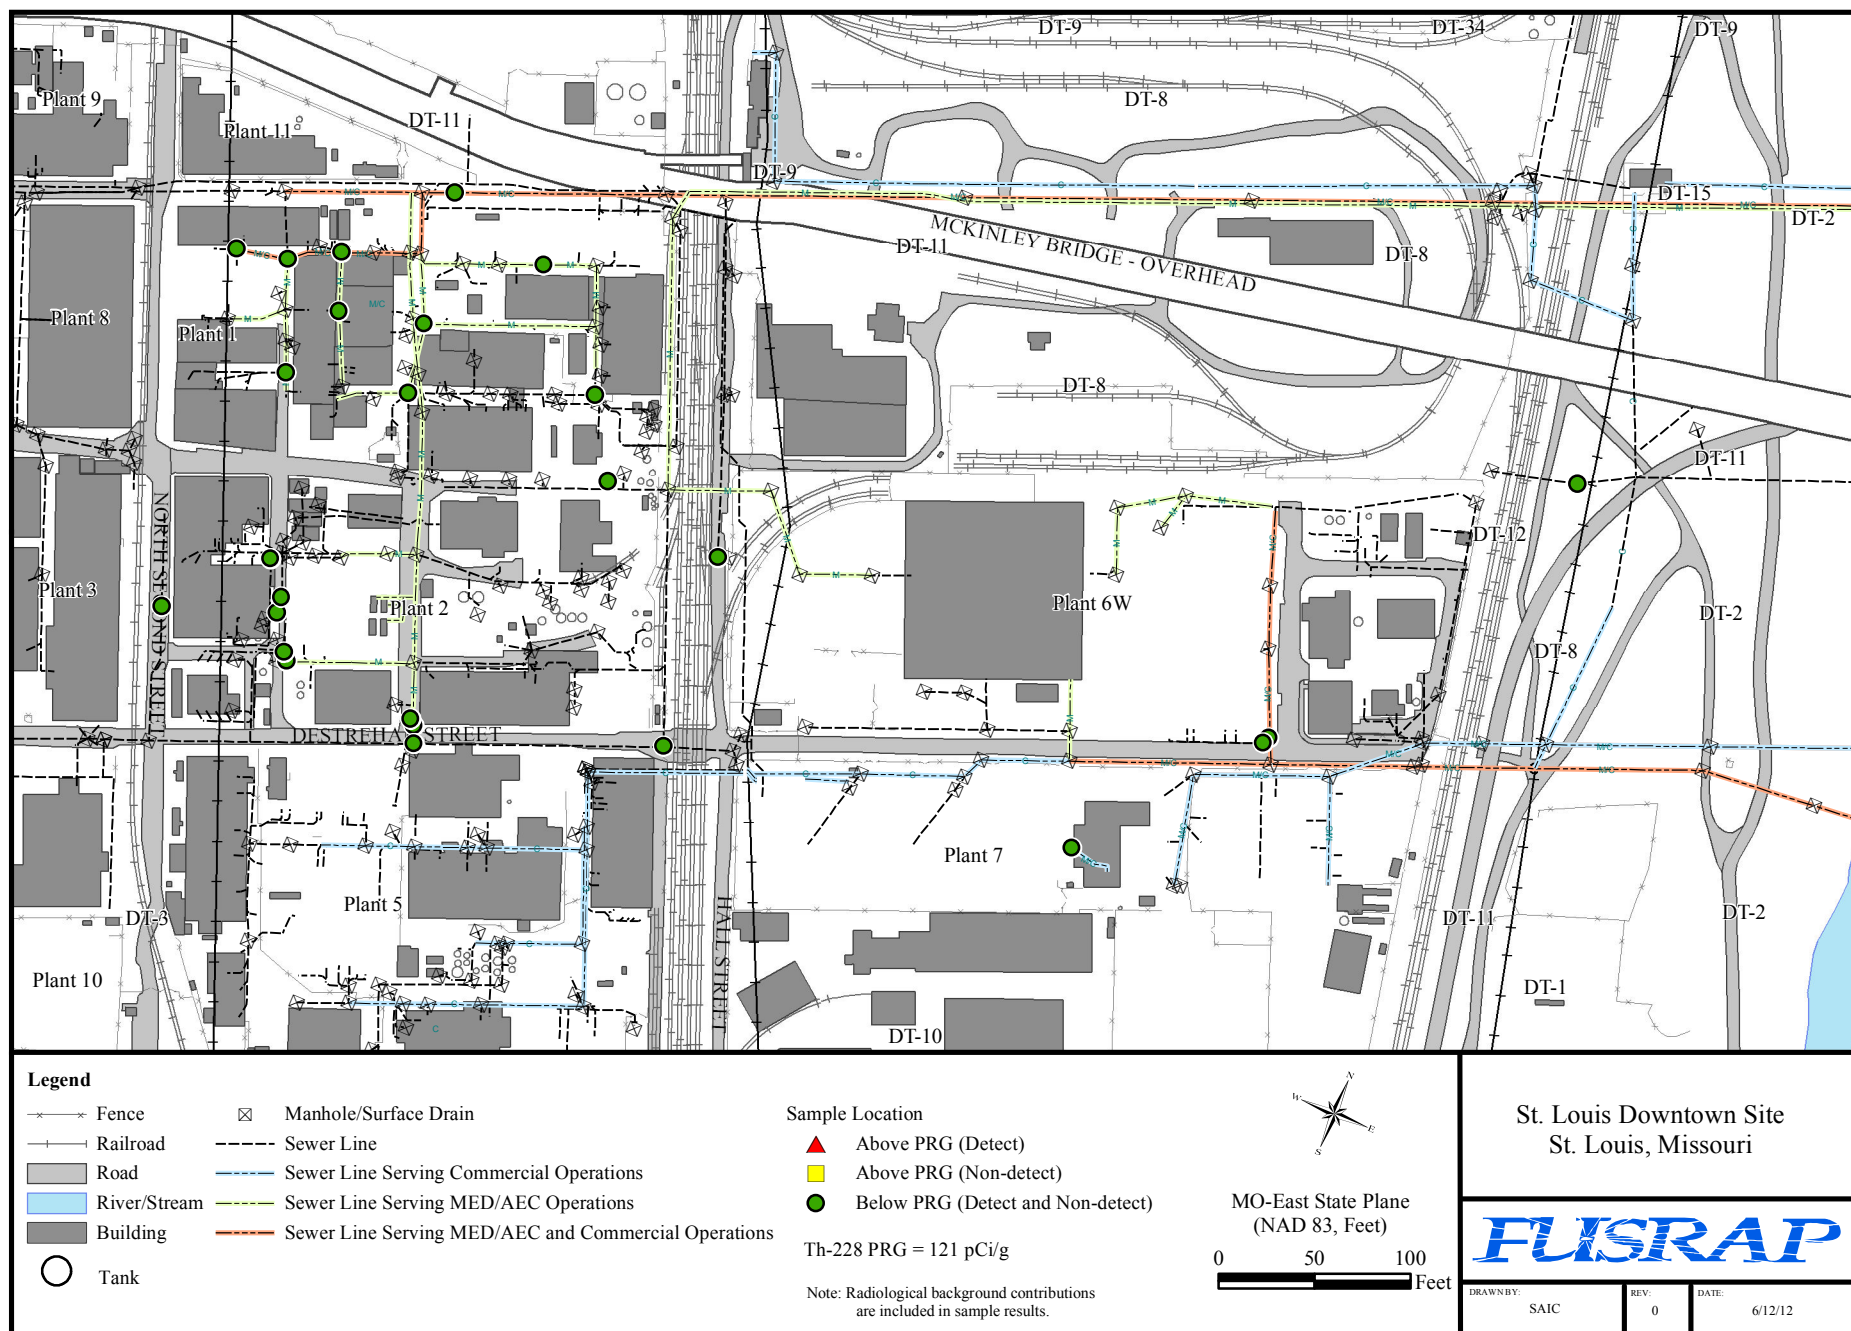 DT-9
DT-34
DT-9
Plant 9
DT-8
Plant 11
DT-11
DT-9
DT-15
DT-2
MCKINLEY BRIDGE - OVERHEAD
DT-11
DT-8
Plant 8
Plant 1
DT-8
DT-11
NORTH SECOND STREET
DT-12
Plant 3
Plant 2
Plant 6W
DT-2
DT-8
DESTREHAN STREET
Plant 7
Plant 5
DT-3
HALL STREET
DT-11
DT-2
Plant 10
DT-1
DT-10
Legend
Fence
Railroad
Road
River/Stream
Building
Tank
Manhole/Surface Drain
Sewer Line
Sewer Line Serving Commercial Operations
Sewer Line Serving MED/AEC Operations
Sewer Line Serving MED/AEC and Commercial Operations
Sample Location
Above PRG (Detect)
Above PRG (Non-detect)
Below PRG (Detect and Non-detect)
Th-228 PRG = 121 pCi/g
Note: Radiological background contributions
are included in sample results.
N
W
E
S
MO-East State Plane
(NAD 83, Feet)
0 50 100
Feet
St. Louis Downtown Site
St. Louis, Missouri
FUSRAP
DRAWN BY:
SAIC
REV:
0
DATE:
6/12/12